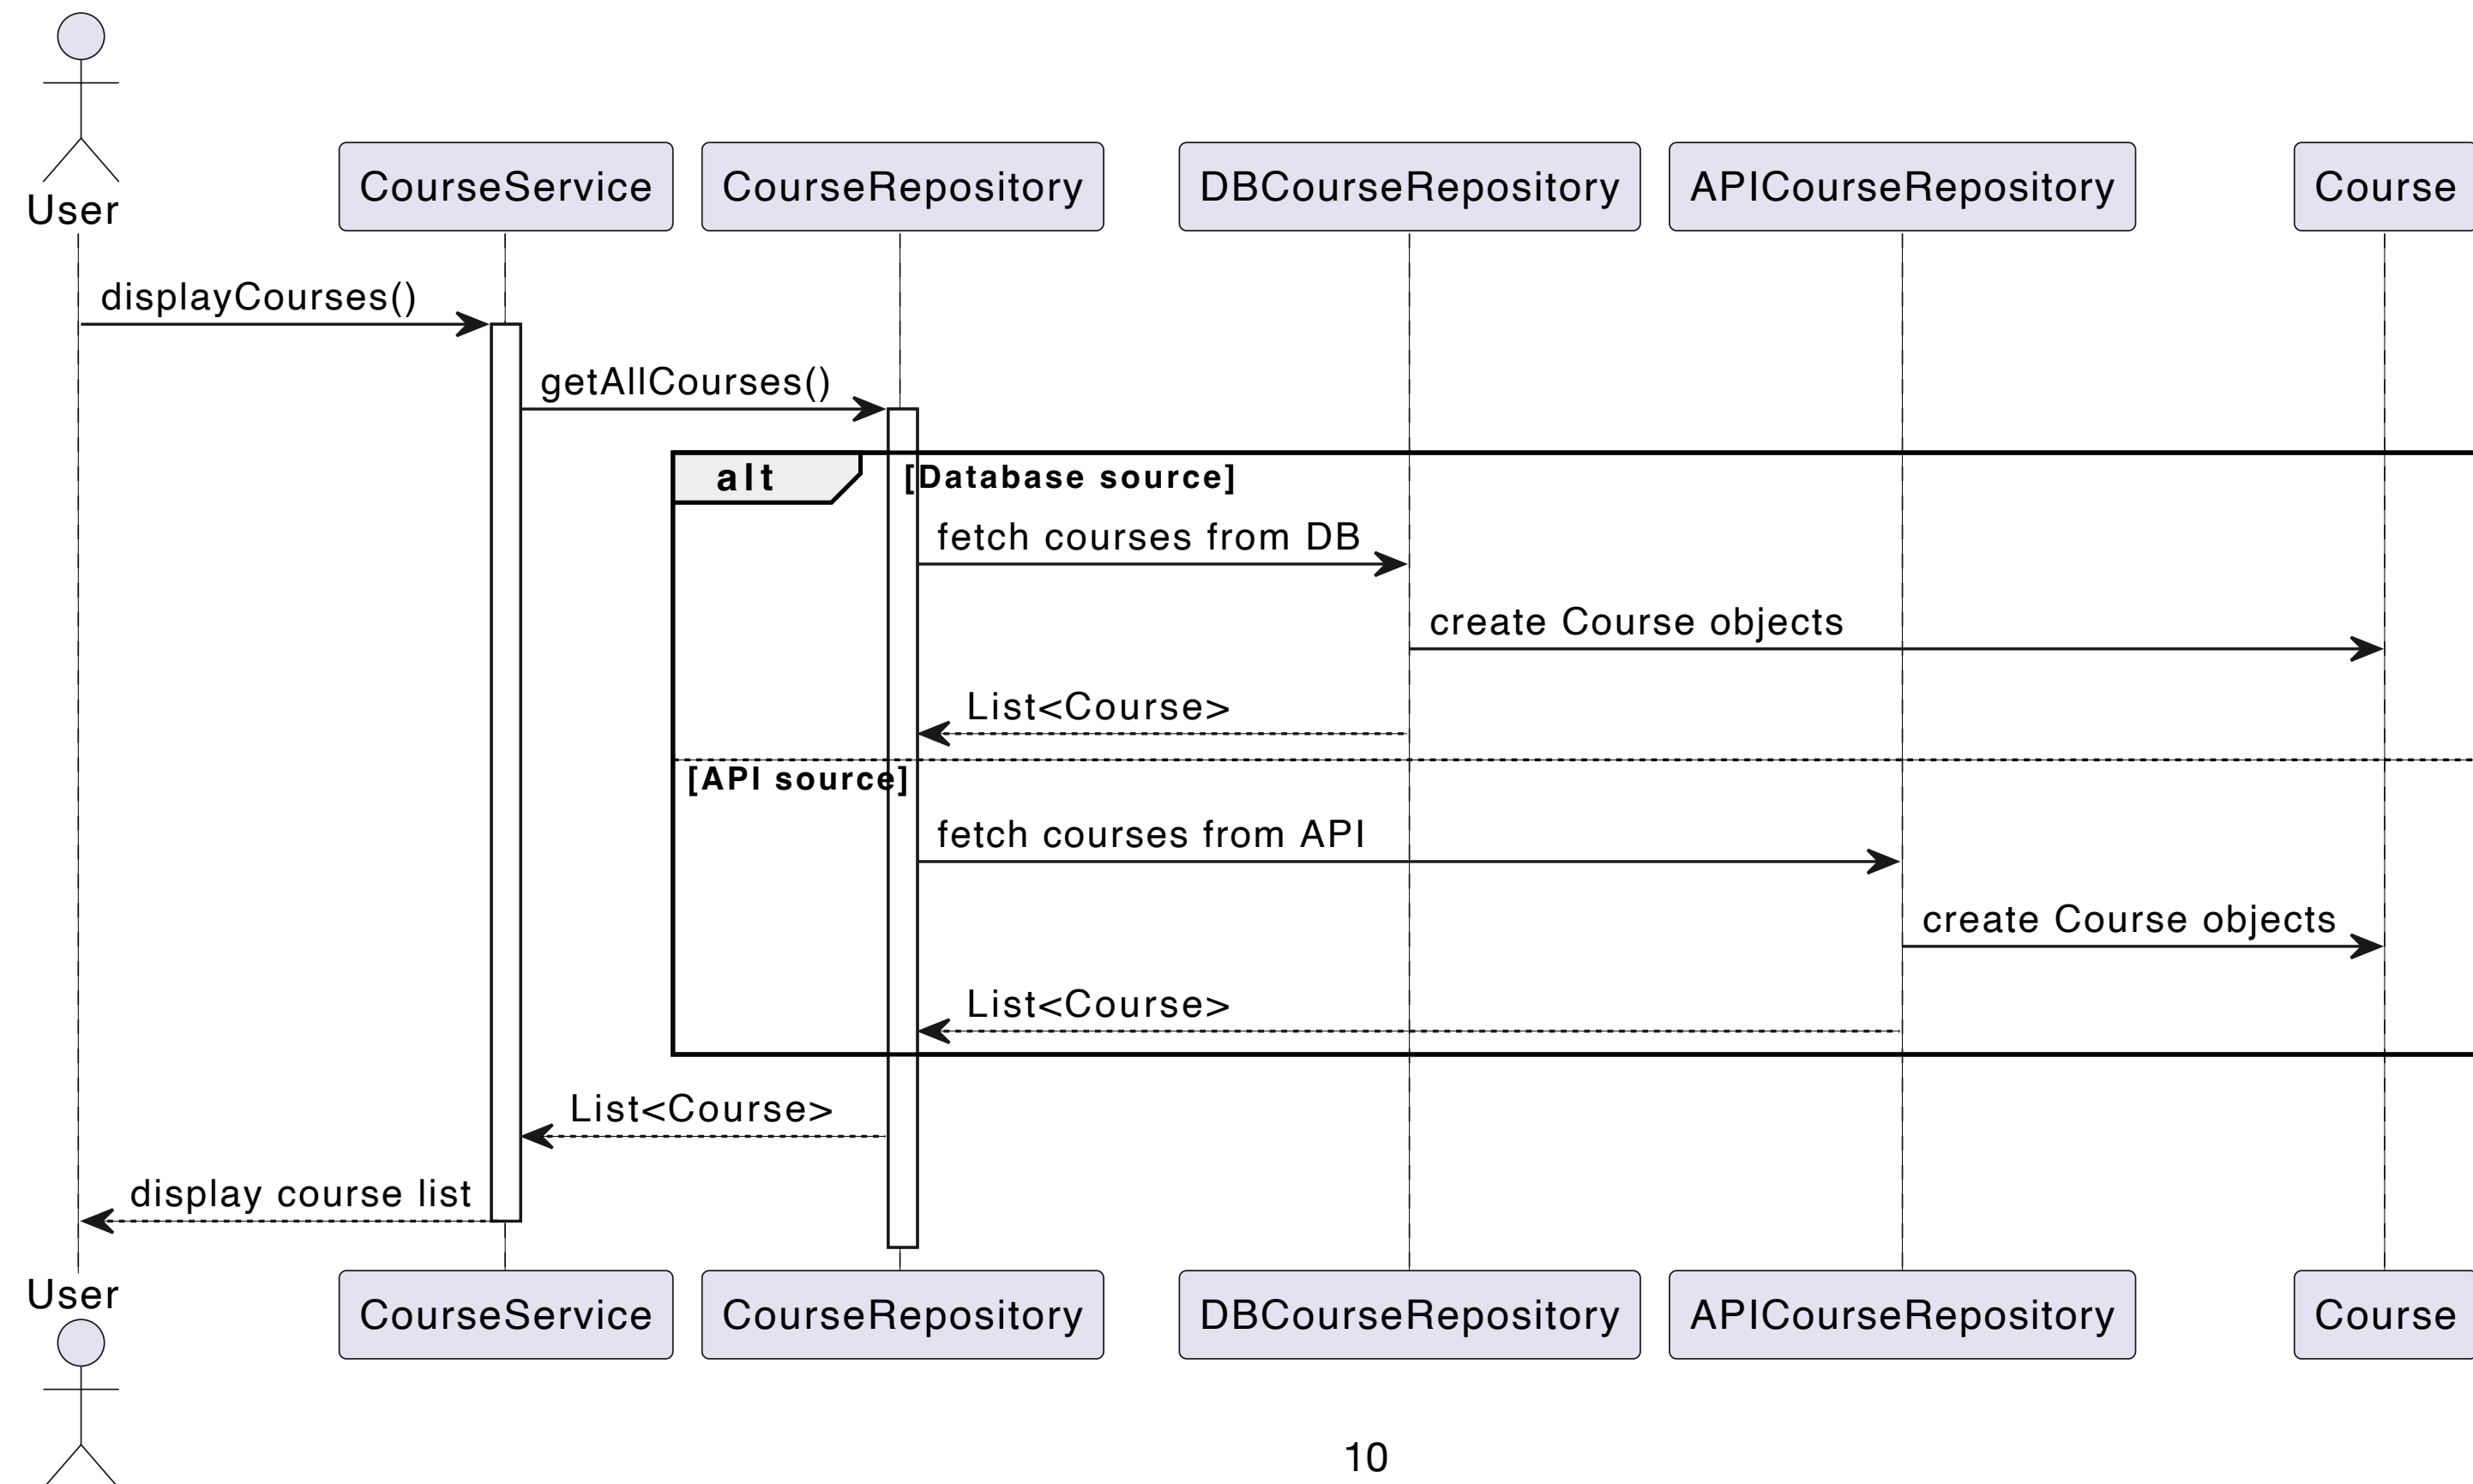 User
CourseService
CourseRepository
DBCourseRepository
APICourseRepository
Course
displayCourses()
getAllCourses()
alt
[Database source]
fetch courses from DB
create Course objects
List<Course>
[API source]
fetch courses from API
create Course objects
List<Course>
List<Course>
display course list
User
CourseService
CourseRepository
DBCourseRepository
APICourseRepository
Course
10